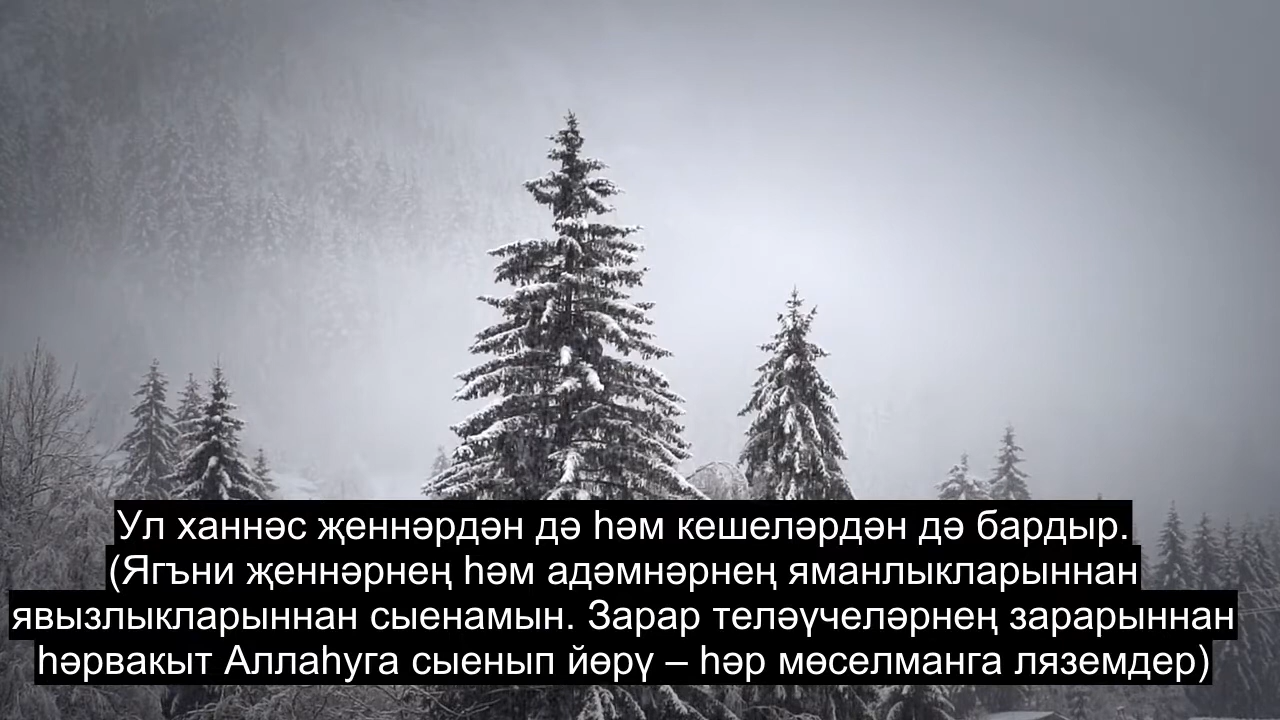 Ул ханнәс җеннәрдән дә һәм кешеләрдән дә бардыр.
(Ягъни җеннәрнең һәм адәмнәрнең яманлыкларыннан
явызлыкларыннан сыенамын. Зарар теләүчеләрнең зарарыннан
һәрвакыт Аллаһуга сыенып йөрү – һәр мөселманга ляземдер)